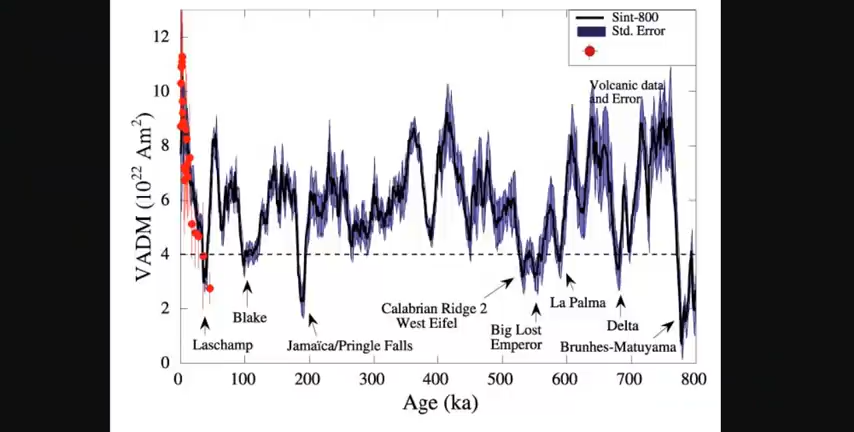 Sint-800
Std. Error
Volcanic data
and Error
VADM (10²² Am²)
12
10
8
6
4
2
0
Laschamp
Blake
Jamaïca/Pringle Falls
Calabrian Ridge 2
West Eifel
Big Lost
Emperor
La Palma
Delta
Brunhes-Matuyama
0 100 200 300 400 500 600 700 800
Age (ka)